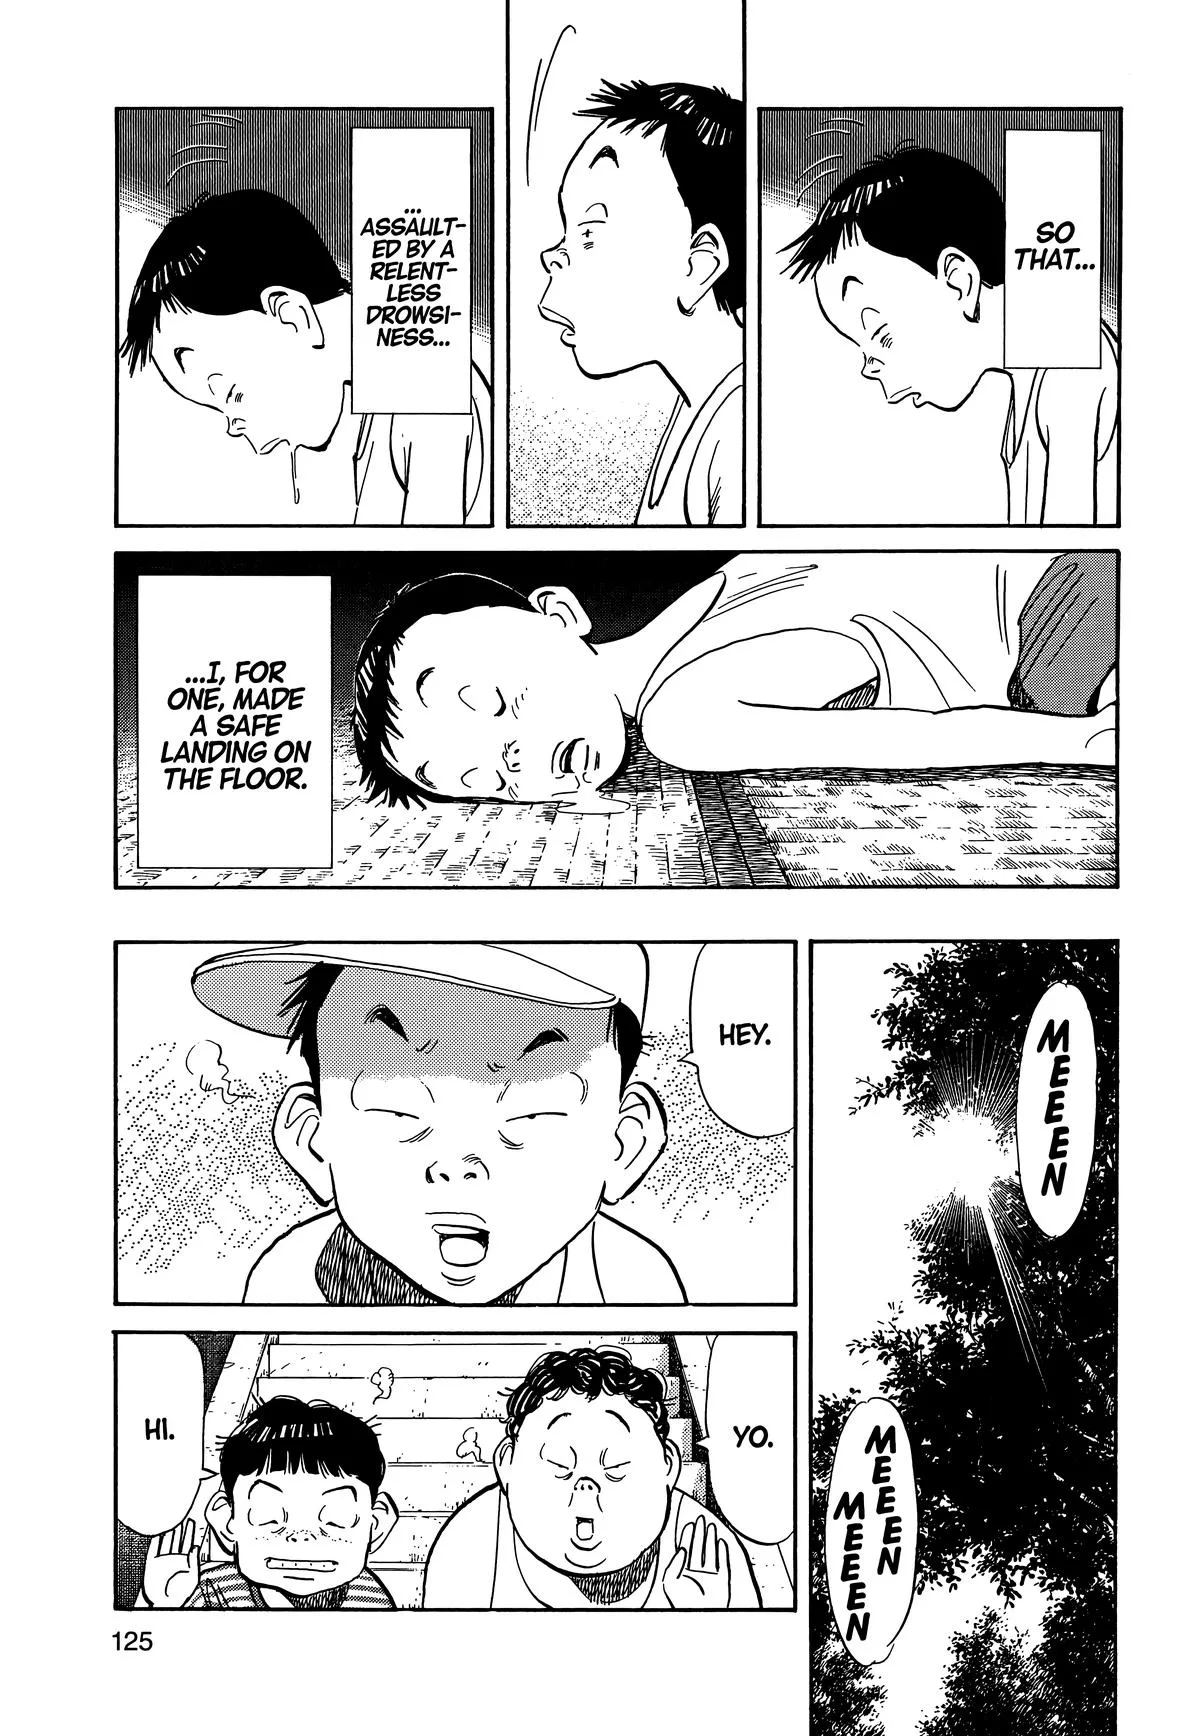 SO
THAT...
...
ASSAULT-
ED BY A
RELENT-
LESS
DROWSI-
NESS...
...I, FOR
ONE, MADE
A SAFE
LANDING ON
THE FLOOR.
MEEEN
MEEEN
MEEEN
HEY.
YO.
HI.
125